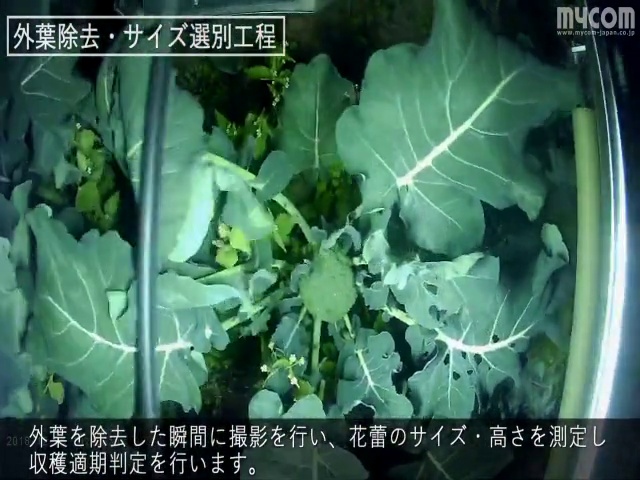 外葉除去・サイズ選別工程
mycom
www.mycom-japan.co.jp
外葉を除去した瞬間に撮影を行い、花蕾のサイズ・高さを測定し
収穫適期判定を行います。